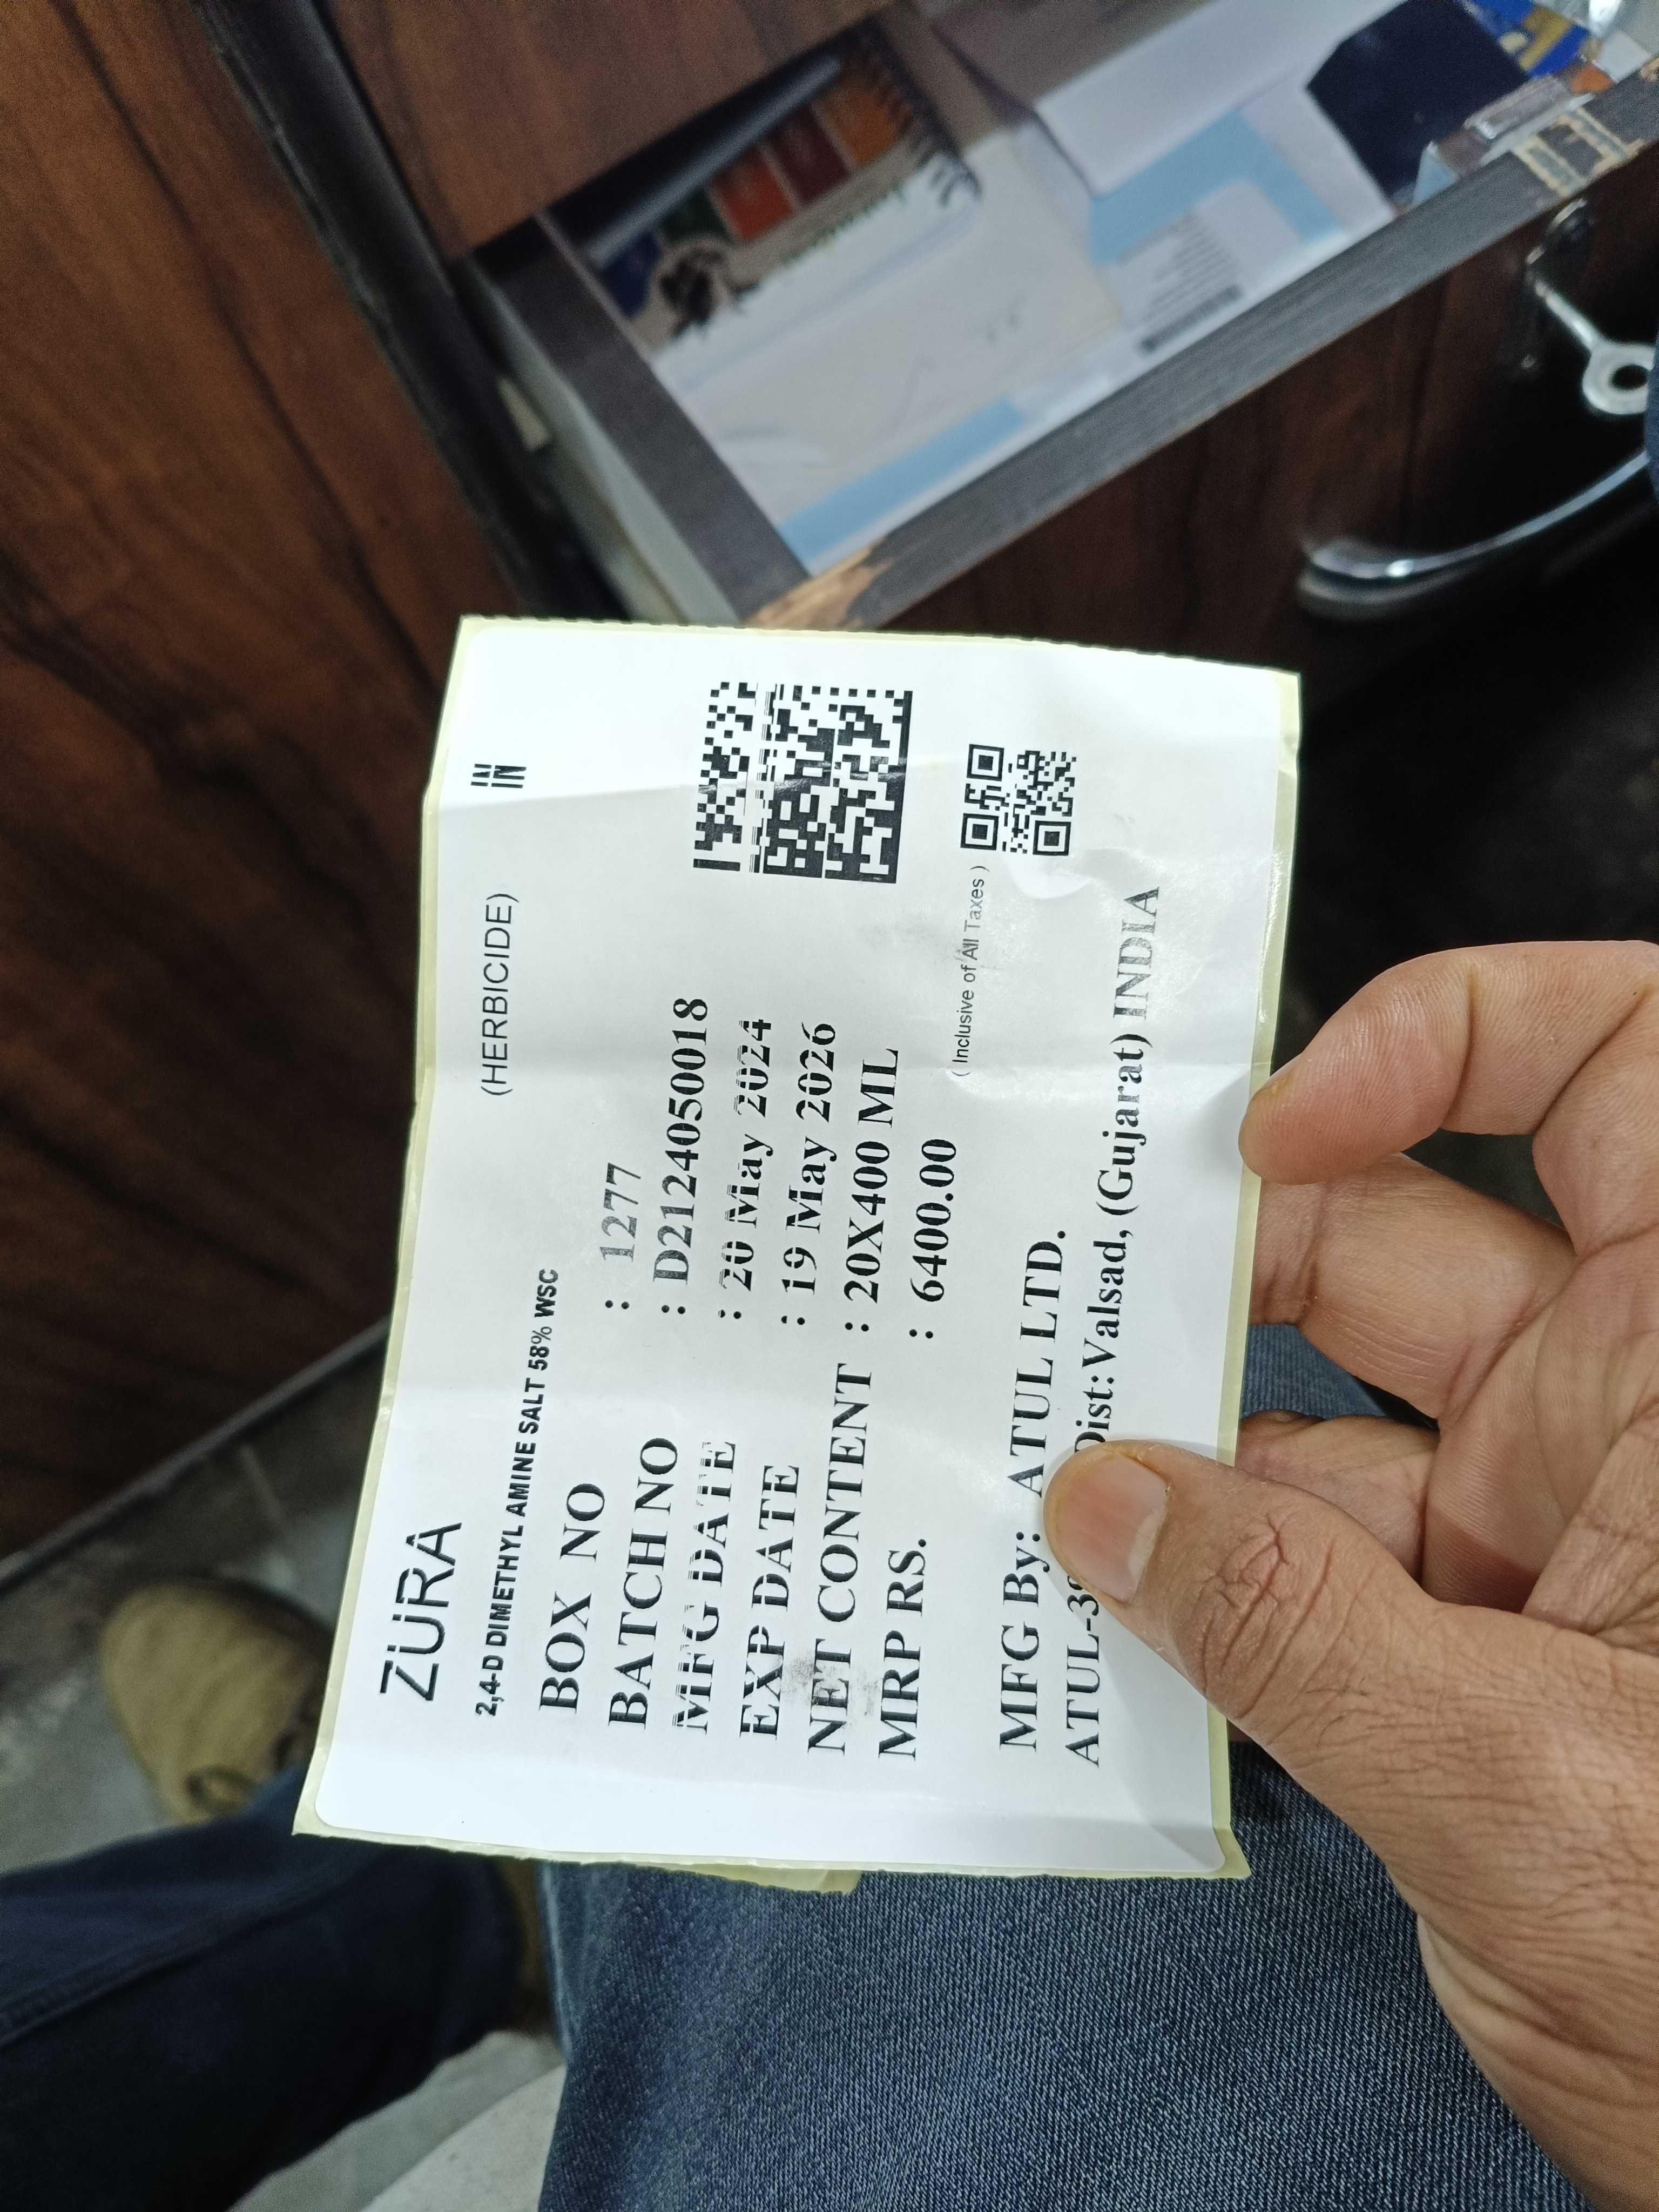 ZURA (HERBICIDE) IN
2,4-D DIMETHYL AMINE SALT 58% WSC IN
BOX NO : 1277
BATCH NO : D2124050018
MFG DATE : 20 May 2024
EXP DATE : 19 May 2026
NET CONTENT : 20X400 ML
MRP RS. : 6400.00 ( Inclusive of All Taxes )
MFG By: ATUL LTD.
Dist:Valsad, (Gujarat) INDIA